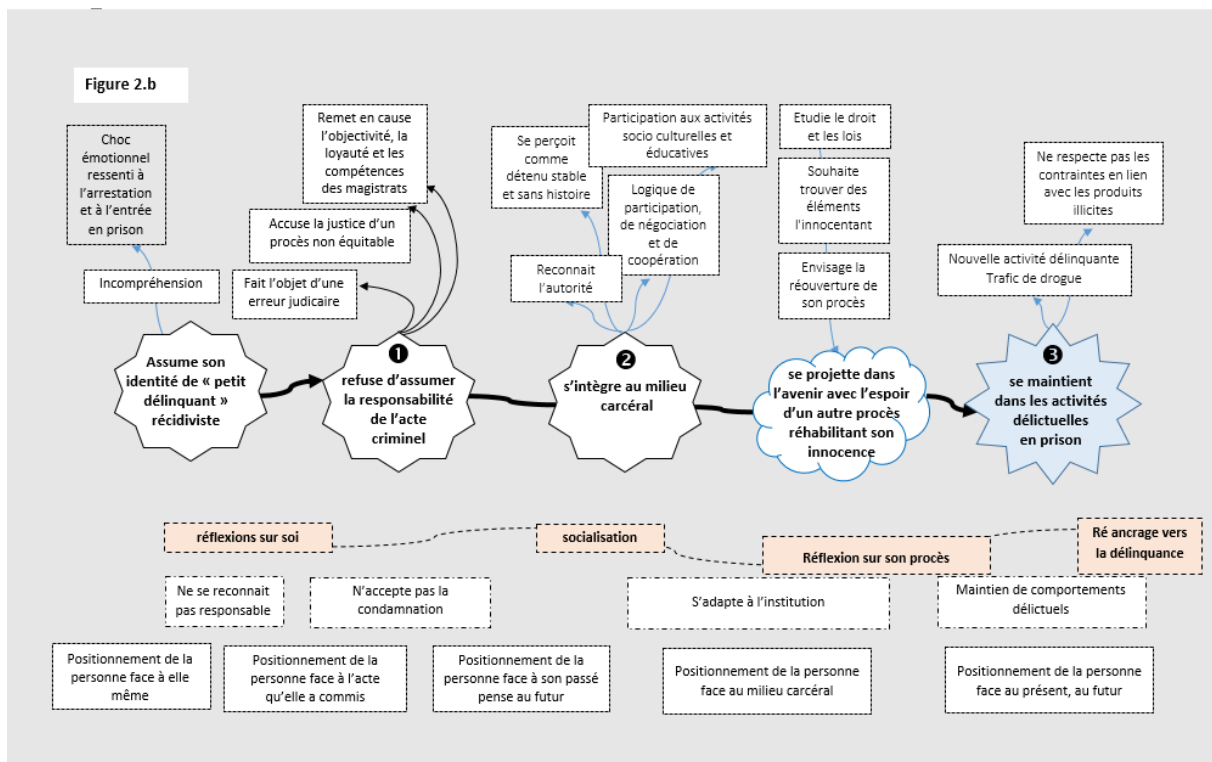 Figure 2.b
Choc
émotionnel
ressenti à
l'arrestation
et à l'entrée
en prison
Incompréhension
Remet en cause
l'objectivité, la
loyauté et les
compétences
des magistrats
Accuse la justice d'un
procès non équitable
Fait l'objet d'une
erreur judicaire
Se perçoit
comme
détenu stable
et sans histoire
Participation aux activités
socio culturelles et
éducatives
Logique de
participation,
de négociation
et de
coopération
Reconnait
l'autorité
Etudie le droit
et les lois
Souhaite
trouver des
éléments
l'innocentant
Envisage la
réouverture de
son procès
Ne respecte pas les
contraintes en lien
avec les produits
illicites
Nouvelle activité délinquante
Trafic de drogue
Assume son
identité de « petit
délinquant »
récidiviste
❶
refuse d'assumer
la responsabilité
de l'acte
criminel
❷
s'intègre au milieu
carcéral
se projette dans
l'avenir avec l'espoir
d'un autre procès
réhabilitant son
innocence
❸
se maintient
dans les activités
délictuelles
en prison
réflexions sur soi
socialisation
Réflexion sur son procès
Ré ancrage vers
la délinquance
Ne se reconnait
pas responsable
N'accepte pas la
condamnation
S'adapte à l'institution
Maintien de comportements
délictuels
Positionnement de la
personne face à elle
même
Positionnement de la
personne face à l'acte
qu'elle a commis
Positionnement de la
personne face à son passé
pense au futur
Positionnement de la personne
face au milieu carcéral
Positionnement de la personne
face au présent, au futur